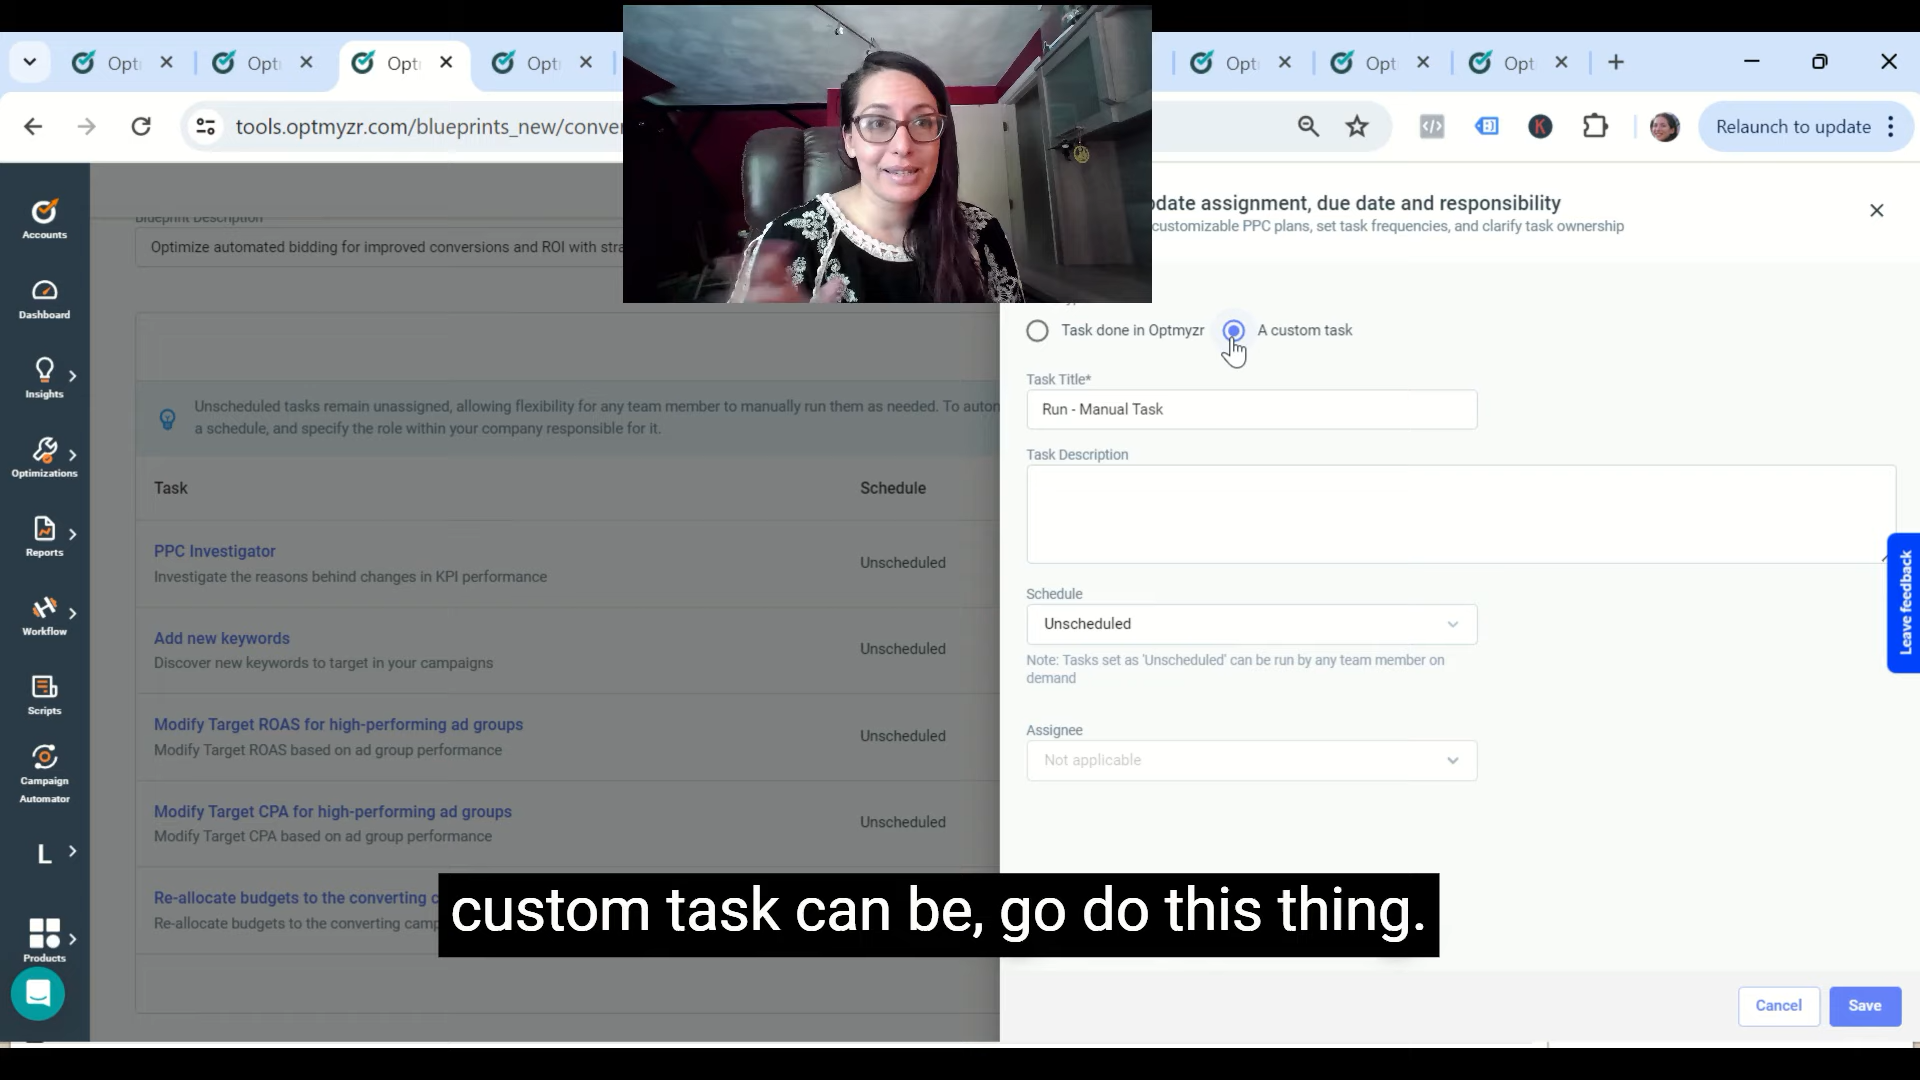 Opt
Opt
Opt
Opt
Opt
Opt
Opt
tools.optmyzr.com/blueprints_new/conver
Relaunch to update
Accounts
Dashboard
Insights
Optimizations
Reports
Workflow
Scripts
Campaign
Automator
L
Products
Blueprint Description
Optimize automated bidding for improved conversions and ROI with stra
Unscheduled tasks remain unassigned, allowing flexibility for any team member to manually run them as needed. To autom
a schedule, and specify the role within your company responsible for it.
Task Schedule
PPC Investigator
Investigate the reasons behind changes in KPI performance
Unscheduled
Add new keywords
Discover new keywords to target in your campaigns
Unscheduled
Modify Target ROAS for high-performing ad groups
Modify Target ROAS based on ad group performance
Unscheduled
Modify Target CPA for high-performing ad groups
Modify Target CPA based on ad group performance
Unscheduled
Re-allocate budgets to the converting c
Re-allocate budgets to the converting camp
date assignment, due date and responsibility
customizable PPC plans, set task frequencies, and clarify task ownership
Task done in Optmyzr
A custom task
Task Title*
Run - Manual Task
Task Description
Schedule
Unscheduled
Note: Tasks set as 'Unscheduled' can be run by any team member on
demand
Assignee
Not applicable
Leave feedback
custom task can be, go do this thing.
Cancel
Save